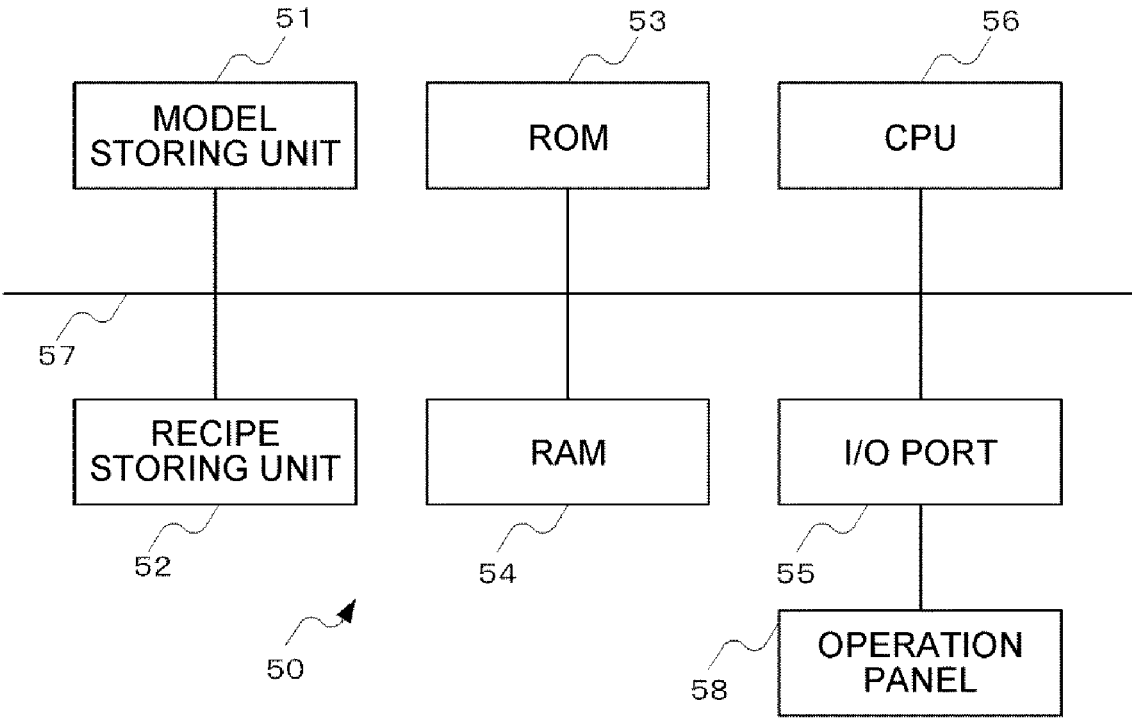 51
53
56
MODEL
STORING UNIT
ROM
CPU
57
RECIPE
STORING UNIT
RAM
I/O PORT
52
54
55
50
58
OPERATION
PANEL